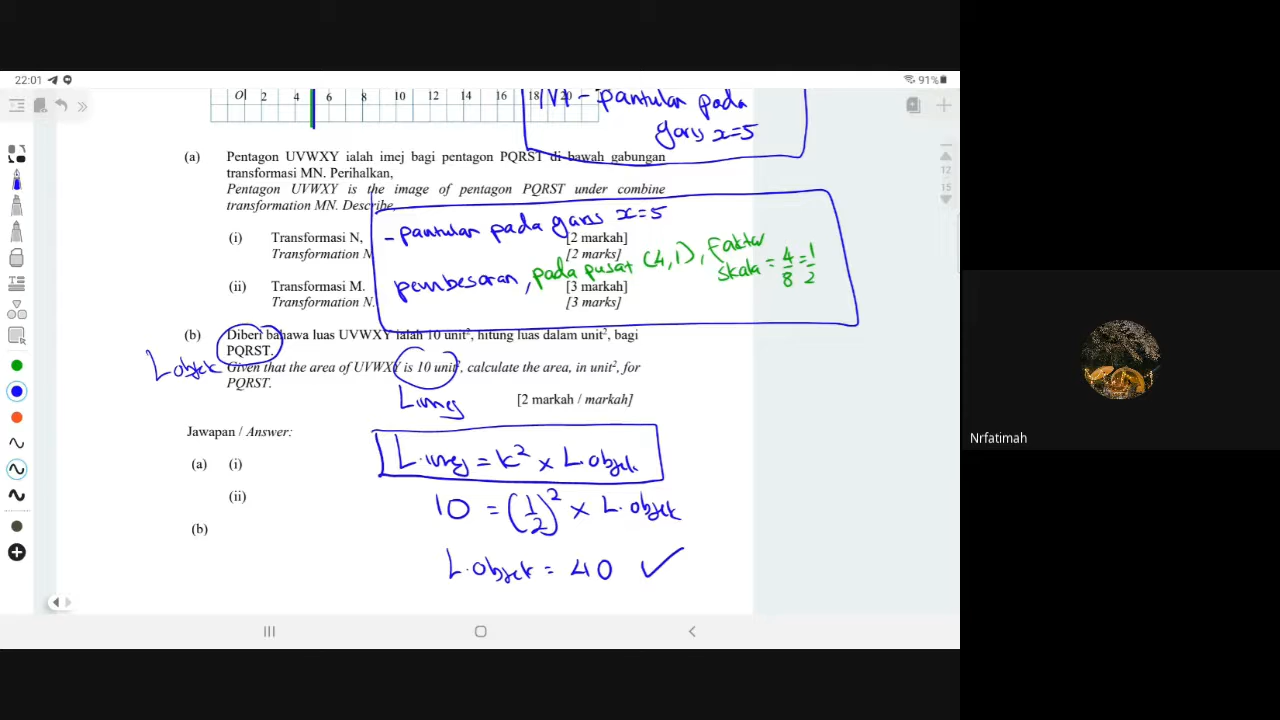 22:01
91%
O 2 4 6 8 10 12 14 16 18 20
- pantulan pada
garis x=5
(a) Pentagon UVWXY ialah imej bagi pentagon PQRST di bawah gabungan
transformasi MN. Perihalkan,
Pentagon UVWXY is the image of pentagon PQRST under combine
transformation MN. Describe,
- pantulan pada garis x=5
(i) Transformasi N, [2 markah]
Transformation N [2 marks]
pembesaran, pada pusat (4,1), faktor
skala = 4/8 = 1/2
(ii) Transformasi M. [3 markah]
Transformation N. [3 marks]
(b) Diberi bahawa luas UVWXY ialah 10 unit², hitung luas dalam unit², bagi
PQRST.
L objek
Given that the area of UVWXY is 10 unit², calculate the area, in unit², for
PQRST.
L imej
[2 markah / markah]
Jawapan / Answer:
(a) (i)
L.imej = k² × L.objek
(ii)
10 = (1/2)² × L.objek
(b)
L.objek = 40 ✓
12
15
Nrfatimah